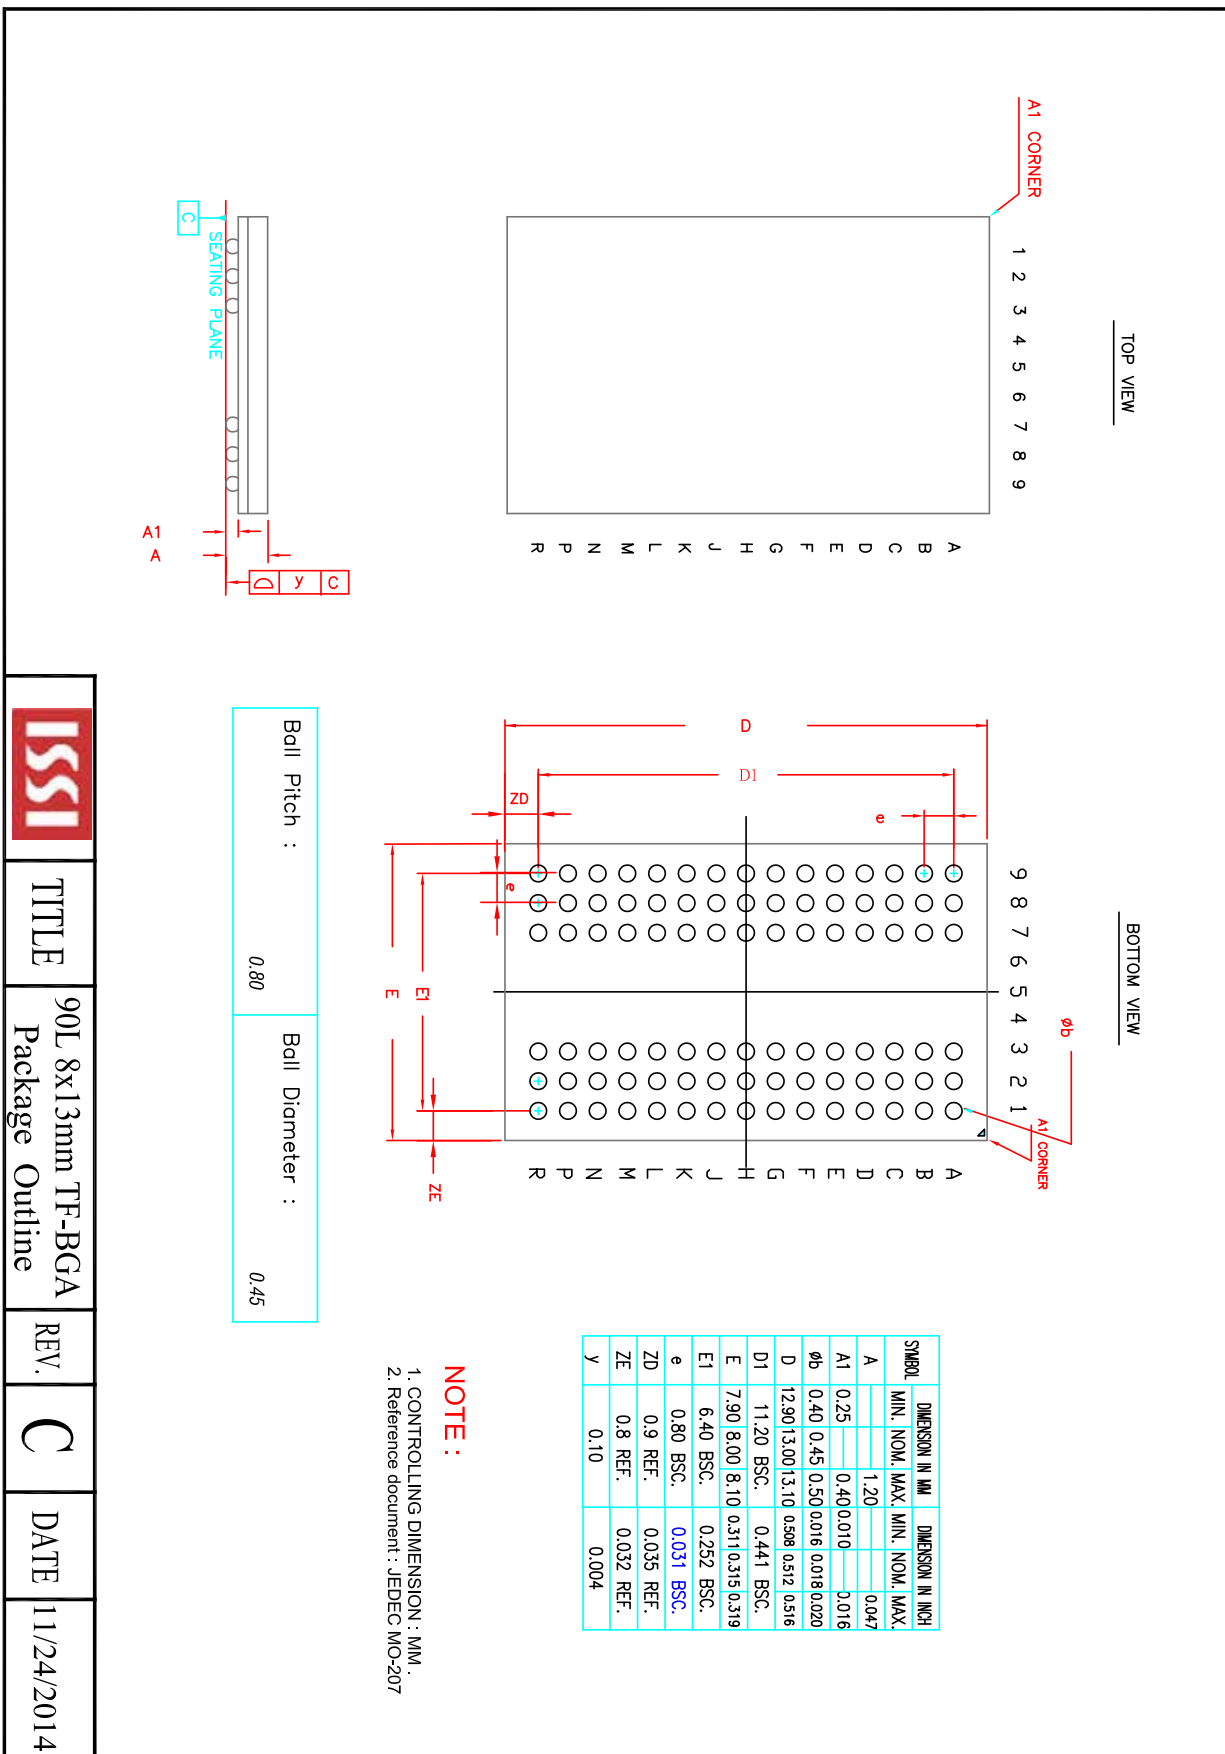 TOP VIEW
A1 CORNER
1 2 3 4 5 6 7 8 9
A
B
C
D
E
F
G
H
J
K
L
M
N
P
R
SEATING PLANE
C
A1
A
y C
BOTTOM VIEW
9 8 7 6 5 4 3 2 1
Øb
A1 CORNER
A
B
C
D
E
F
G
H
J
K
L
M
N
P
R
e
D
D1
ZD
e
E1
E
ZE
SYMBOL DIMENSION IN MM DIMENSION IN INCH
MIN. NOM. MAX. MIN. NOM. MAX.
A 1.20 0.047
A1 0.25 0.40 0.010 0.016
Øb 0.40 0.45 0.50 0.016 0.018 0.020
D 12.90 13.00 13.10 0.508 0.512 0.516
D1 11.20 BSC. 0.441 BSC.
E 7.90 8.00 8.10 0.311 0.315 0.319
E1 6.40 BSC. 0.252 BSC.
e 0.80 BSC. 0.031 BSC.
ZD 0.9 REF. 0.035 REF.
ZE 0.8 REF. 0.032 REF.
y 0.10 0.004
NOTE :
1. CONTROLLING DIMENSION : MM .
2. Reference document : JEDEC MO-207
Ball Pitch : 0.80
Ball Diameter : 0.45
ISSI
TITLE
90L 8x13mm TF-BGA
Package Outline
REV.
C
DATE
11/24/2014